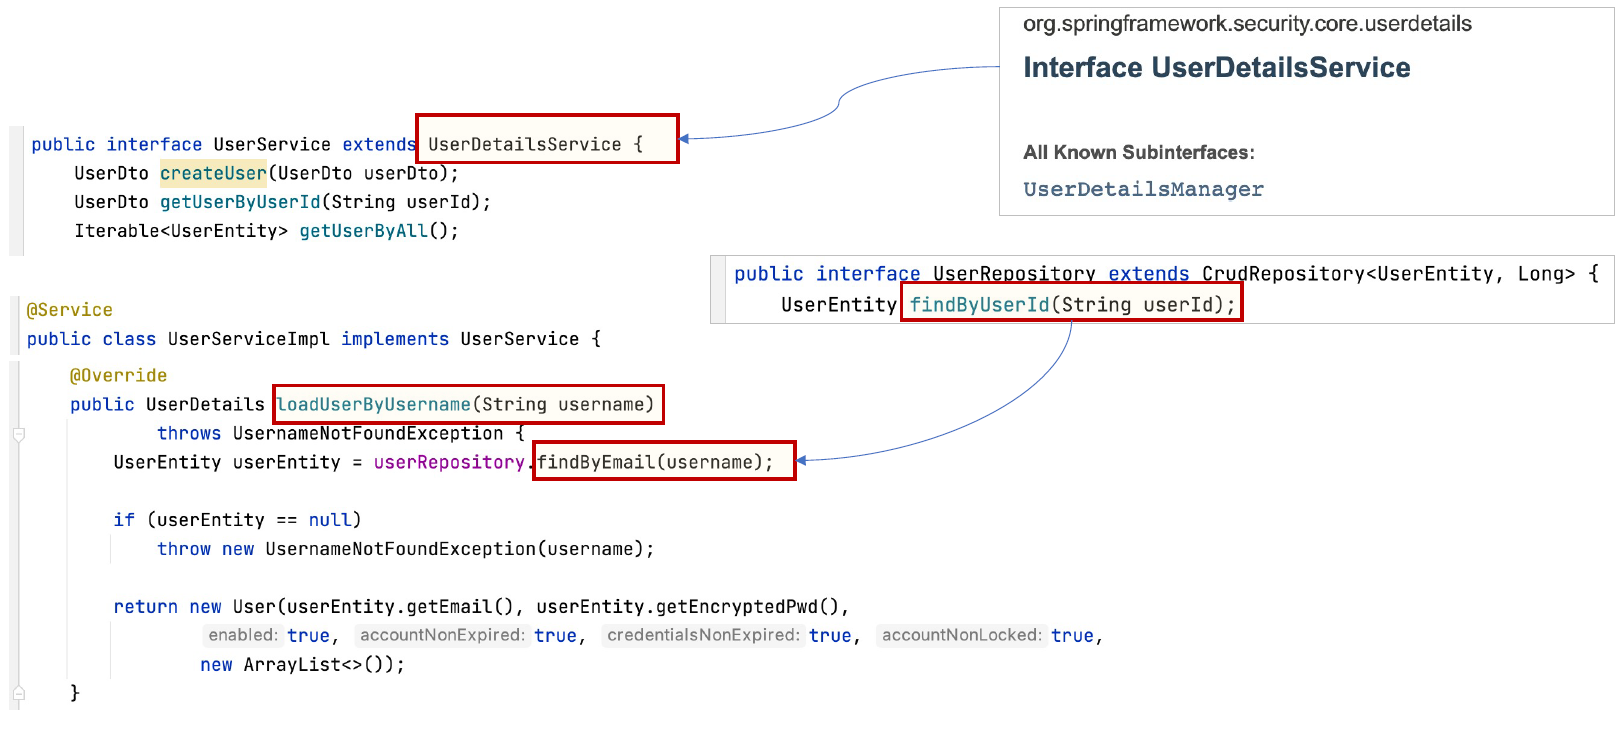 org.springframework.security.core.userdetails
Interface UserDetailsService
All Known Subinterfaces:
UserDetailsManager
public interface UserService extends UserDetailsService {
UserDto createUser(UserDto userDto);
UserDto getUserByUserId(String userId);
Iterable<UserEntity> getUserByAll();
public interface UserRepository extends CrudRepository<UserEntity, Long> {
UserEntity findByUserId(String userId);
@Service
public class UserServiceImpl implements UserService {
@Override
public UserDetails loadUserByUsername(String username)
throws UsernameNotFoundException {
UserEntity userEntity = userRepository.findByEmail(username);
if (userEntity == null)
throw new UsernameNotFoundException(username);
return new User(userEntity.getEmail(), userEntity.getEncryptedPwd(),
enabled: true, accountNonExpired: true, credentialsNonExpired: true, accountNonLocked: true,
new ArrayList<>());
}